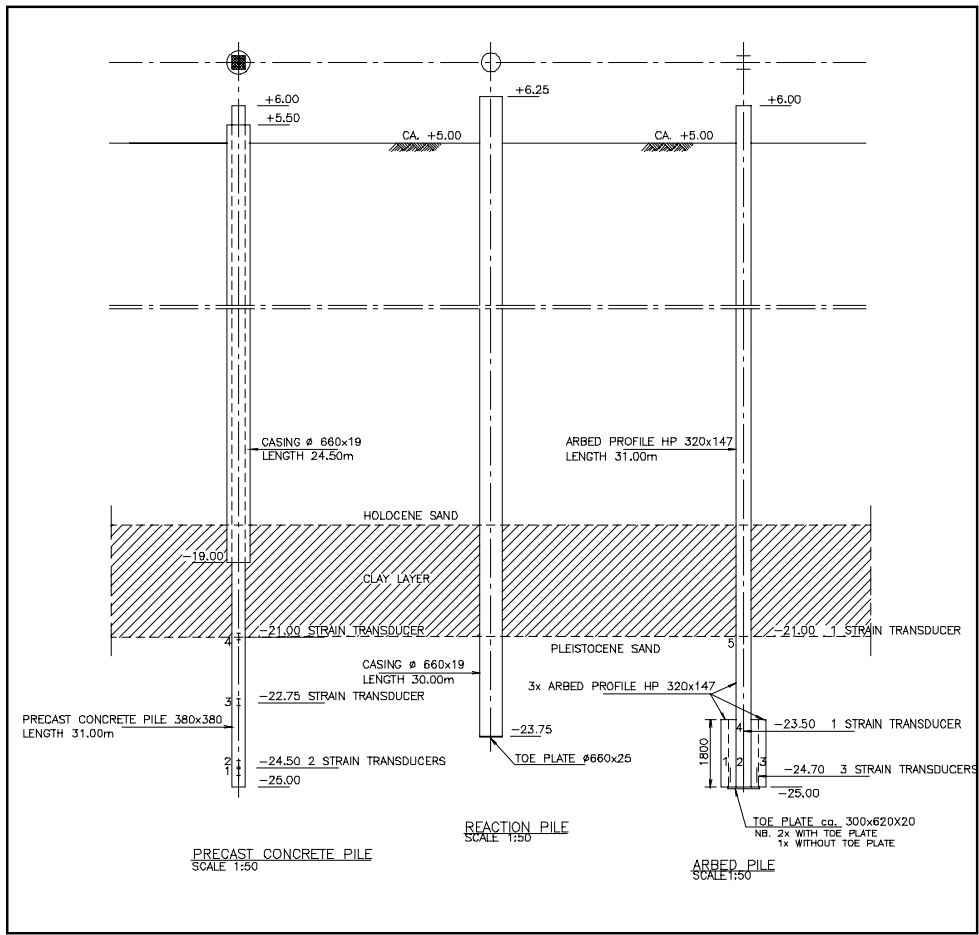 +6.00
+5.50
+6.25
+6.00
CA. +5.00
CA. +5.00
CASING ø 660x19
LENGTH 24.50m
ARBED PROFILE HP 320x147
LENGTH 31.00m
HOLOCENE SAND
-19.00
CLAY LAYER
4
-21.00 STRAIN TRANSDUCER
5
-21.00 1 STRAIN TRANSDUCER
PLEISTOCENE SAND
CASING ø 660x19
LENGTH 30.00m
3x ARBED PROFILE HP 320x147
3
-22.75 STRAIN TRANSDUCER
PRECAST CONCRETE PILE 380x380
LENGTH 31.00m
-23.75
4
-23.50 1 STRAIN TRANSDUCER
1800
TOE PLATE ø660x25
2
1
-24.50 2 STRAIN TRANSDUCERS
1 2 3
-24.70 3 STRAIN TRANSDUCERS
-25.00
-25.00
TOE PLATE ca. 300x620x20
NB. 2x WITH TOE PLATE
1x WITHOUT TOE PLATE
REACTION PILE
SCALE 1:50
PRECAST CONCRETE PILE
SCALE 1:50
ARBED PILE
SCALE 1:50